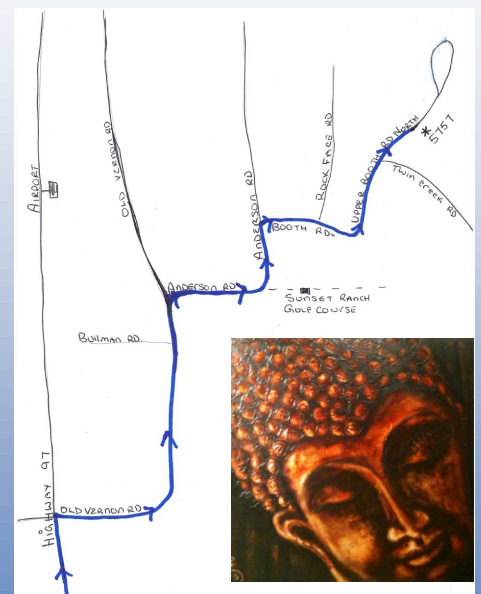 OLD VERNON RD
AIRPORT
ROCK FACE RD
UPPER BOOTH RD NORTH
* 5757
TWIN CREEK RD
ANDERSON RD
BOOTH RD.
ANDERSON RD
SUNSET RANCH
GOLF COURSE
BULMAN RD.
HIGHWAY 97
OLD VERNON RD